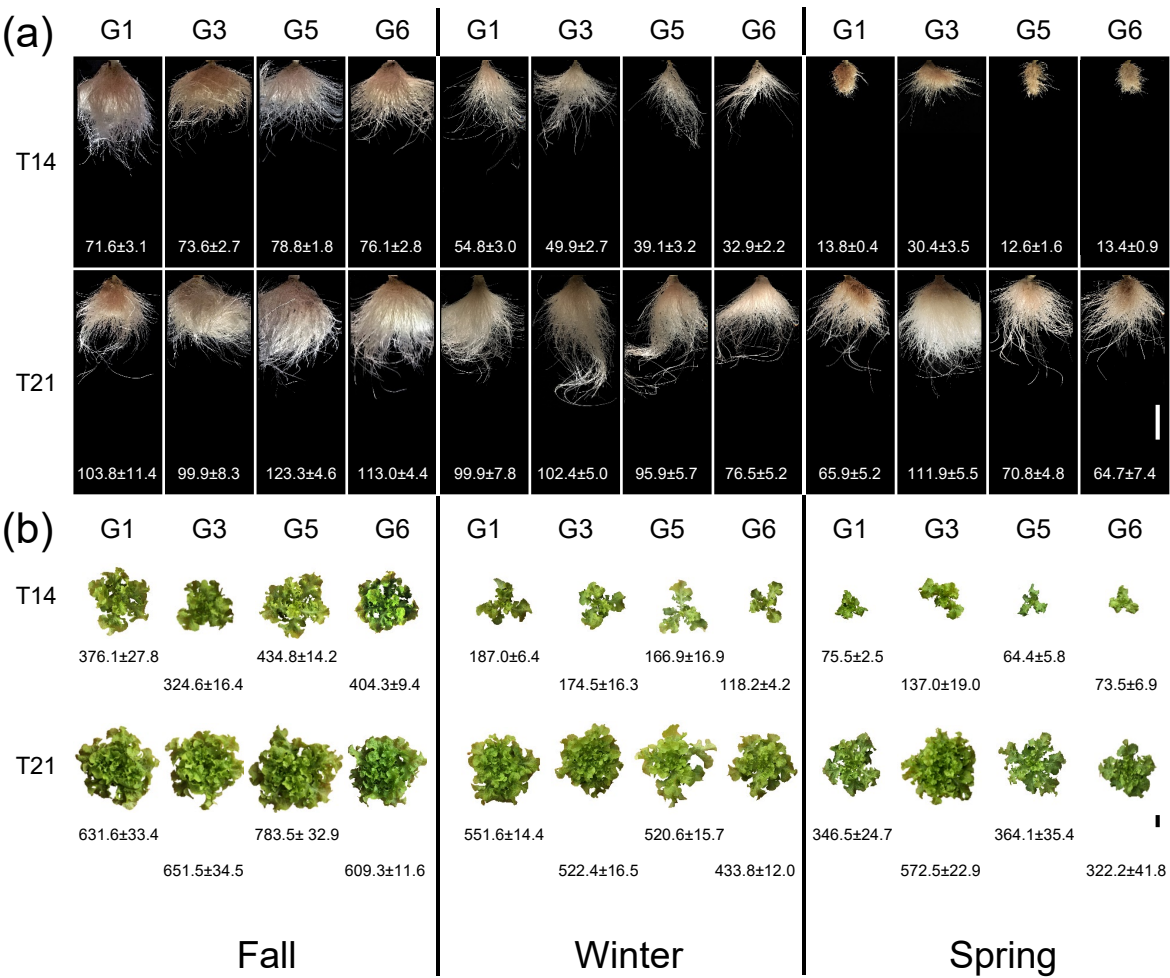 (a) G1 G3 G5 G6 G1 G3 G5 G6 G1 G3 G5 G6
T14
71.6±3.1 73.6±2.7 78.8±1.8 76.1±2.8 54.8±3.0 49.9±2.7 39.1±3.2 32.9±2.2 13.8±0.4 30.4±3.5 12.6±1.6 13.4±0.9
T21
103.8±11.4 99.9±8.3 123.3±4.6 113.0±4.4 99.9±7.8 102.4±5.0 95.9±5.7 76.5±5.2 65.9±5.2 111.9±5.5 70.8±4.8 64.7±7.4
(b) G1 G3 G5 G6 G1 G3 G5 G6 G1 G3 G5 G6
T14
376.1±27.8 434.8±14.2 187.0±6.4 166.9±16.9 75.5±2.5 64.4±5.8
324.6±16.4 404.3±9.4 174.5±16.3 118.2±4.2 137.0±19.0 73.5±6.9
T21
631.6±33.4 783.5± 32.9 551.6±14.4 520.6±15.7 346.5±24.7 364.1±35.4
651.5±34.5 609.3±11.6 522.4±16.5 433.8±12.0 572.5±22.9 322.2±41.8
Fall Winter Spring